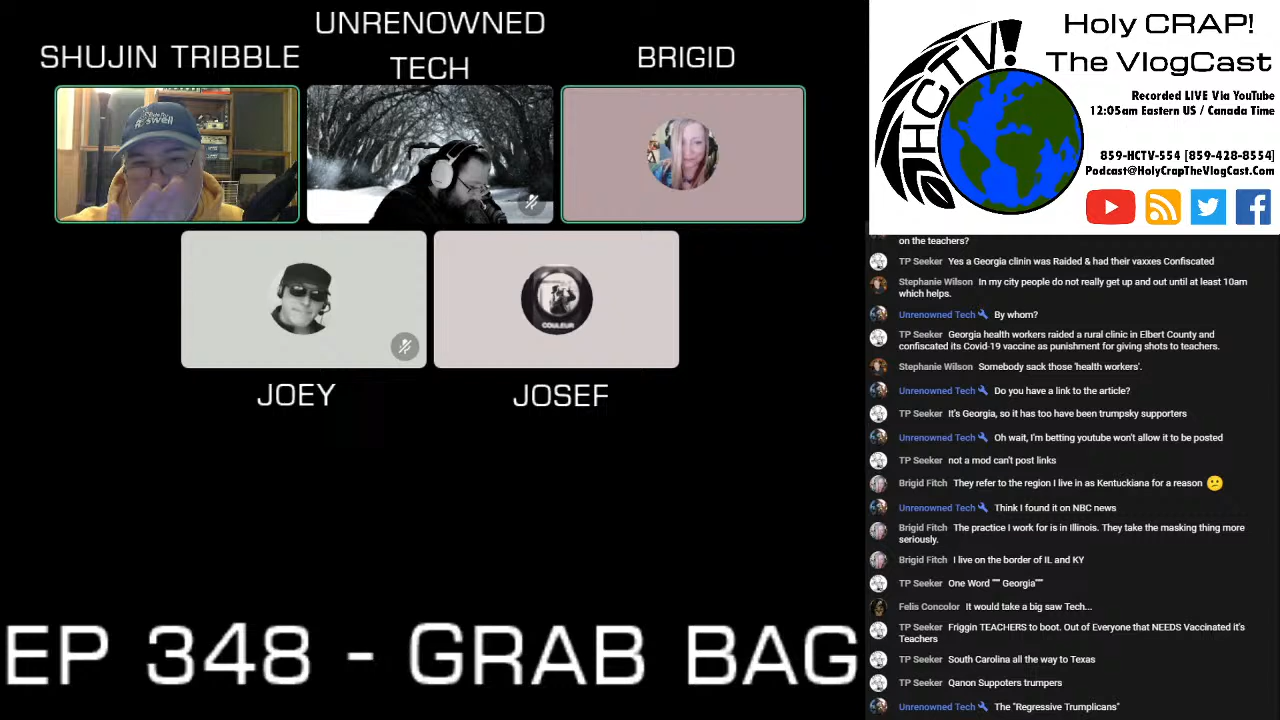 SHUJIN TRIBBLE
UNRENOWNED
TECH
BRIGID
JOEY
JOSEF
COULEUR
EP 348 - GRAB BAG
HCTV!
Holy CRAP!
The VlogCast
Recorded LIVE Via YouTube
12:05am Eastern US / Canada Time
859-HCTV-554 [859-428-8554]
Podcast@HolyCrapTheVlogCast.Com
on the teachers?
TP Seeker Yes a Georgia clinin was Raided & had their vaxxes Confiscated
Stephanie Wilson In my city people do not really get up and out until at least 10am
which helps.
Unrenowned Tech By whom?
TP Seeker Georgia health workers raided a rural clinic in Elbert County and
confiscated its Covid-19 vaccine as punishment for giving shots to teachers.
Stephanie Wilson Somebody sack those 'health workers'.
Unrenowned Tech Do you have a link to the article?
TP Seeker It's Georgia, so it has too have been trumpsky supporters
Unrenowned Tech Oh wait, I'm betting youtube won't allow it to be posted
TP Seeker not a mod can't post links
Brigid Fitch They refer to the region I live in as Kentuckiana for a reason 😕
Unrenowned Tech Think I found it on NBC news
Brigid Fitch The practice I work for is in Illinois. They take the masking thing more
seriously.
Brigid Fitch I live on the border of IL and KY
TP Seeker One Word """ Georgia"""
Felis Concolor It would take a big saw Tech...
TP Seeker Friggin TEACHERS to boot. Out of Everyone that NEEDS Vaccinated it's
Teachers
TP Seeker South Carolina all the way to Texas
TP Seeker Qanon Suppoters trumpers
Unrenowned Tech The "Regressive Trumplicans"